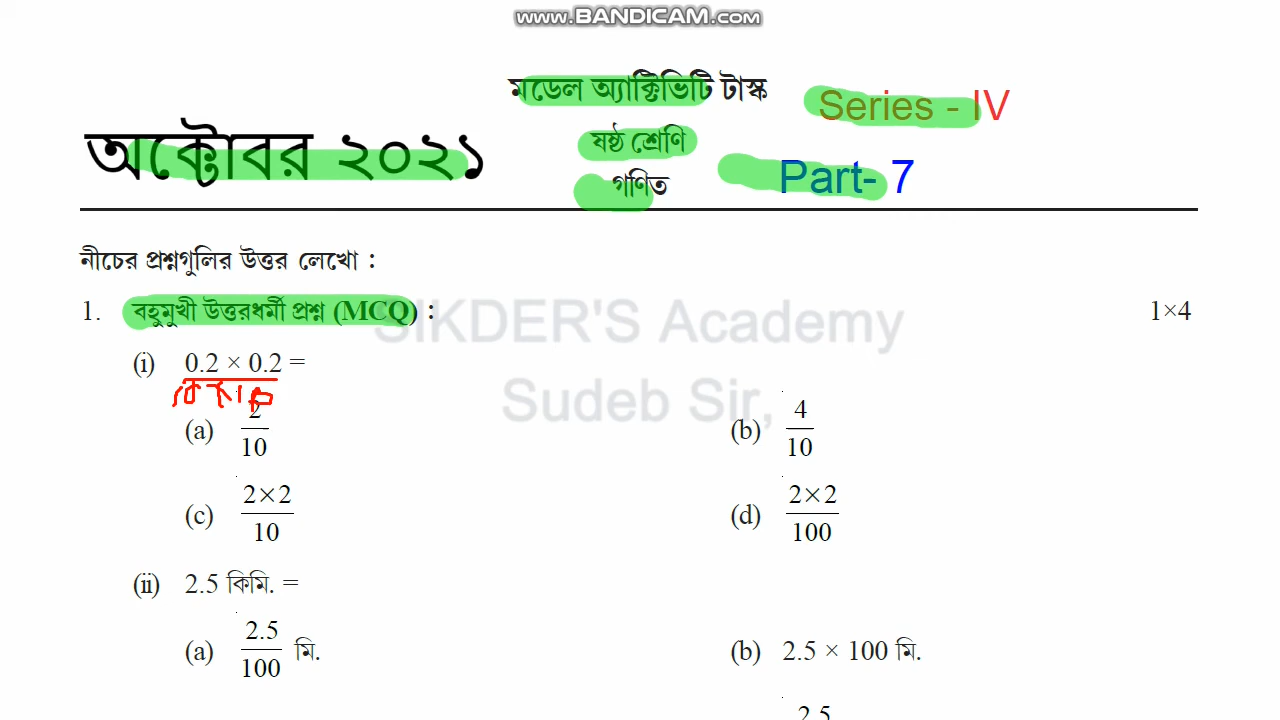 www.BANDICAM.com
মডেল অ্যাক্টিভিটি টাস্ক
Series - IV
অক্টোবর ২০২১
ষষ্ঠ শ্রেণি
Part- 7
গণিত
নীচের প্রশ্নগুলির উত্তর লেখো :
1. বহুমুখী উত্তরধর্মী প্রশ্ন (MCQ) : 1×4
SIKDER'S Academy
(i) 0.2 × 0.2 =
Sudeb Sir,
(a) 2/10 (b) 4/10
(c) 2×2/10 (d) 2×2/100
(ii) 2.5 কিমি. =
(a) 2.5/100 মি. (b) 2.5 × 100 মি.
2.5